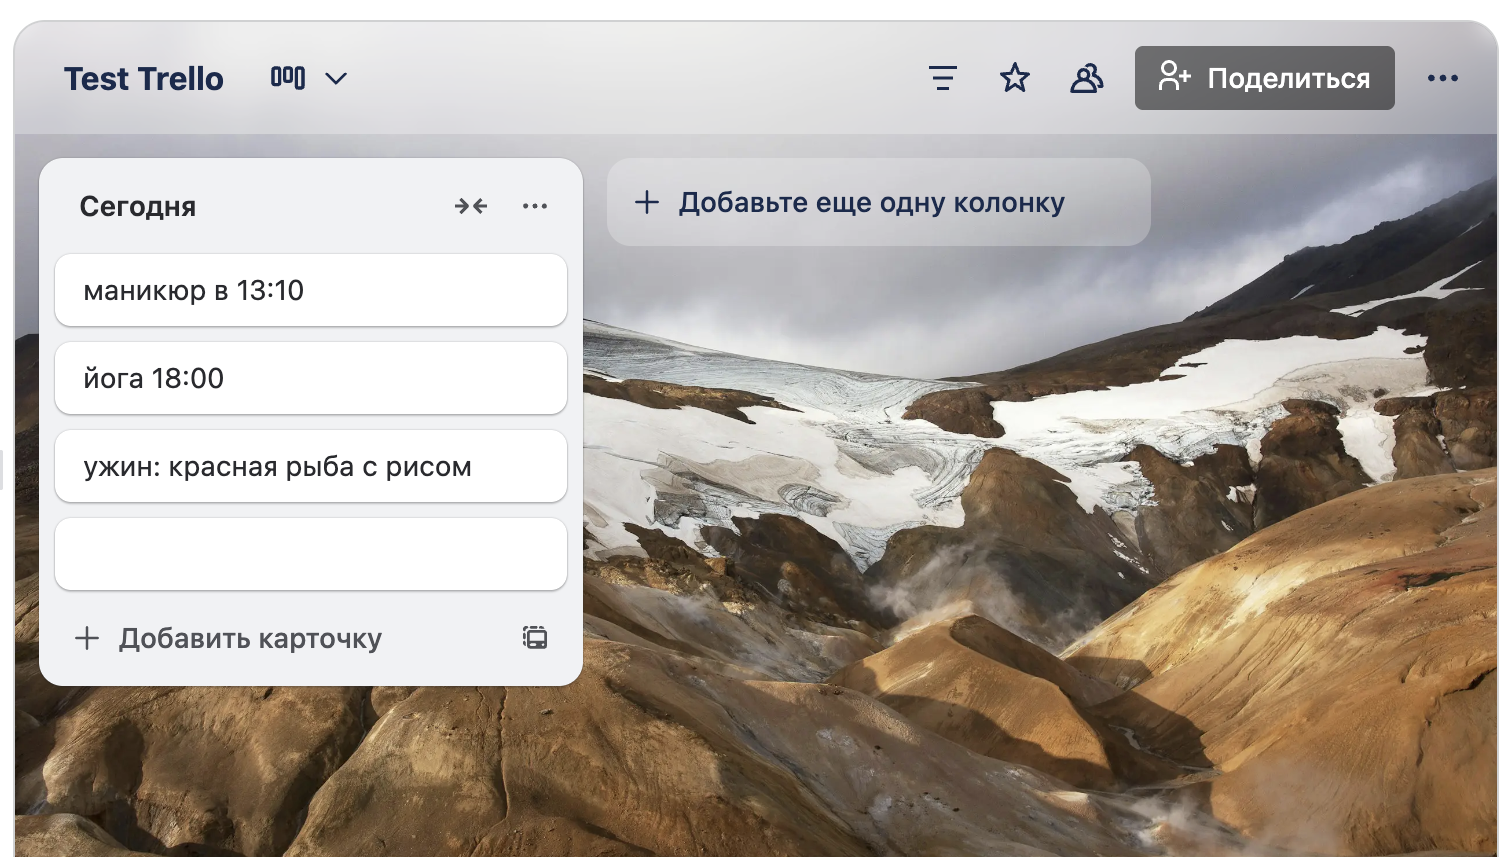 Test Trello
Поделиться
Сегодня
маникюр в 13:10
йога 18:00
ужин: красная рыба с рисом
Добавить карточку
Добавьте еще одну колонку